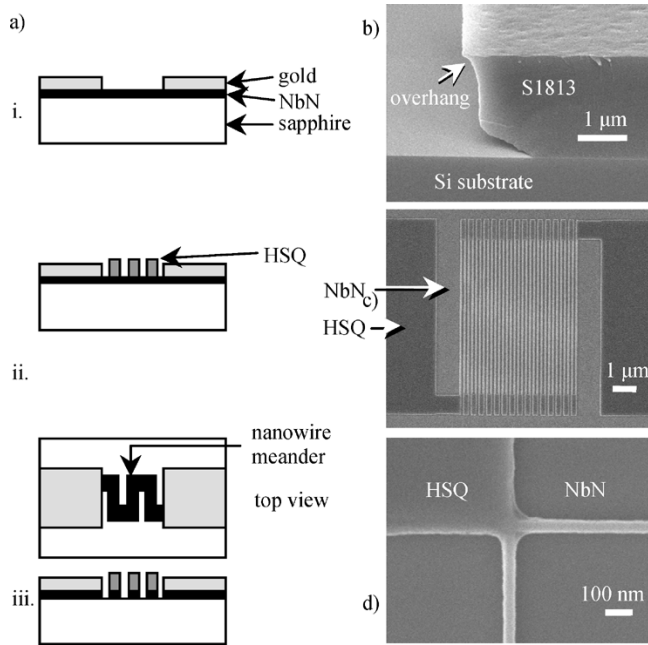 a)
gold
NbN
sapphire
i.
HSQ
ii.
nanowire
meander
top view
iii.
b)
overhang
S1813
1 μm
Si substrate
NbN
c)
HSQ
1 μm
HSQ
NbN
d)
100 nm